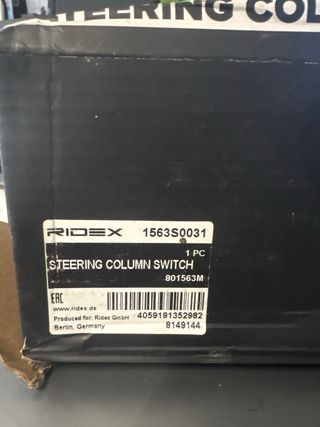 STEERING COL
RIDEX 1563S0031
1 PC
STEERING COLUMN SWITCH
801563M
EAC
www.ridex.de
Produced for: Ridex GmbH 4059191352982
Berlin, Germany 8149144